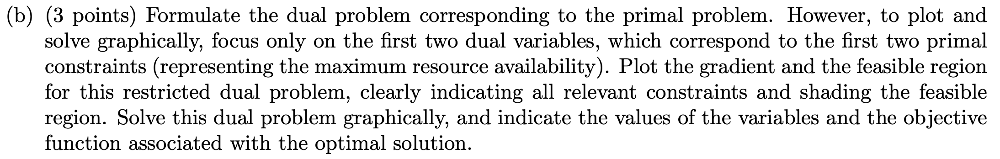 (b) (3 points) Formulate the dual problem corresponding to the primal problem. However, to plot and
solve graphically, focus only on the first two dual variables, which correspond to the first two primal
constraints (representing the maximum resource availability). Plot the gradient and the feasible region
for this restricted dual problem, clearly indicating all relevant constraints and shading the feasible
region. Solve this dual problem graphically, and indicate the values of the variables and the objective
function associated with the optimal solution.